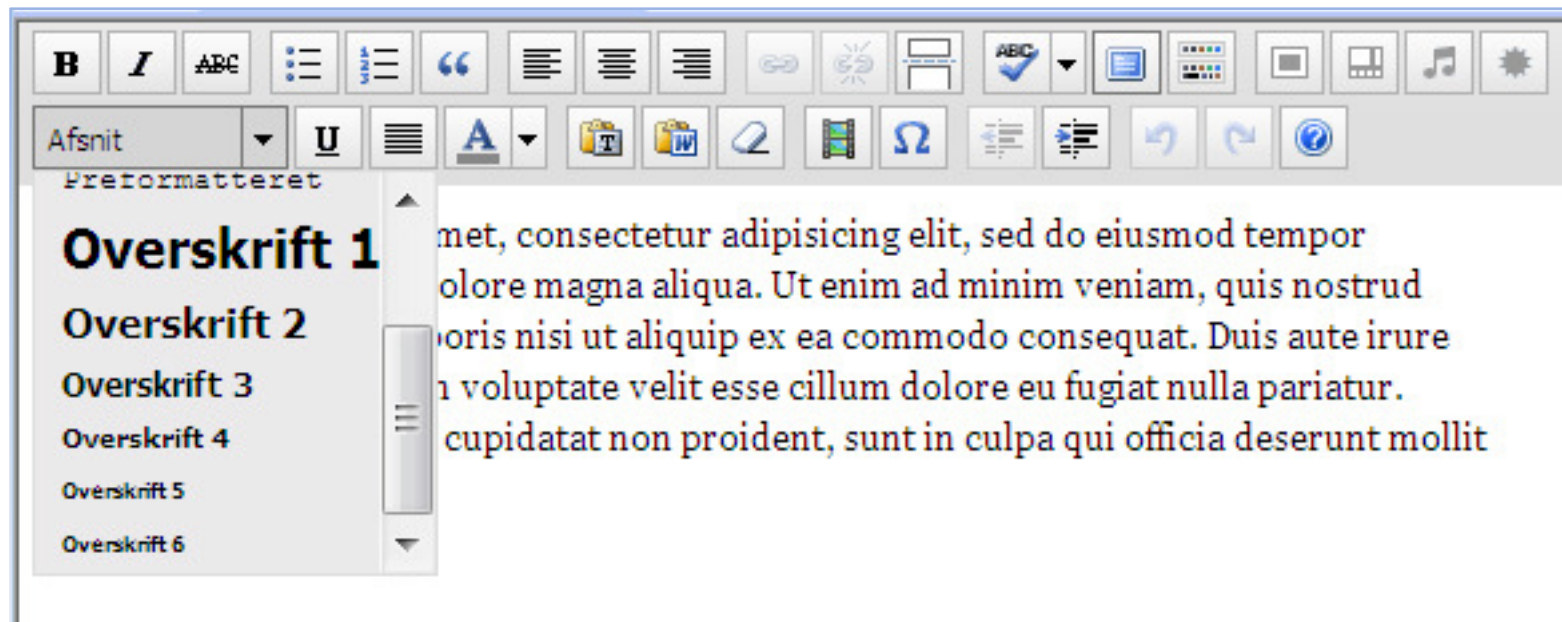 B I ABC ABC
Afsnit U A T W Ω
Preformatteret
Overskrift 1
Overskrift 2
Overskrift 3
Overskrift 4
Overskrift 5
Overskrift 6
met, consectetur adipisicing elit, sed do eiusmod tempor
olore magna aliqua. Ut enim ad minim veniam, quis nostrud
oris nisi ut aliquip ex ea commodo consequat. Duis aute irure
voluptate velit esse cillum dolore eu fugiat nulla pariatur.
cupidatat non proident, sunt in culpa qui officia deserunt mollit